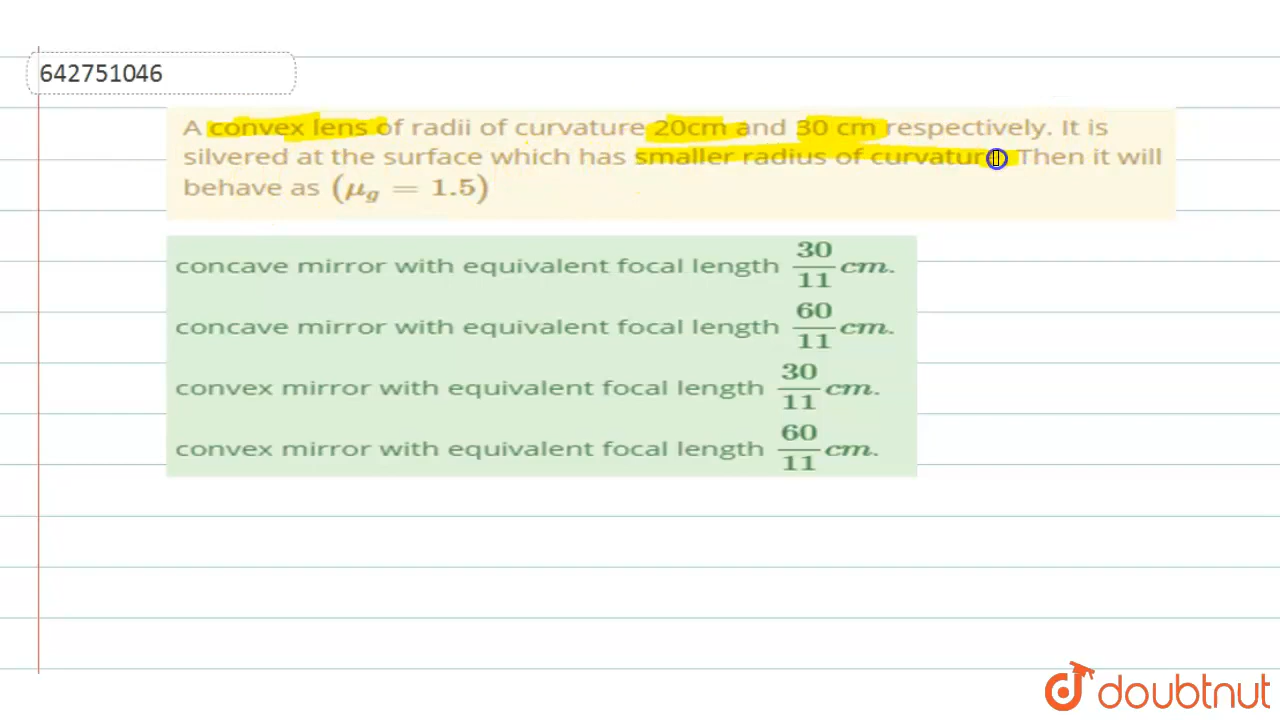 642751046
A convex lens of radii of curvature 20cm and 30 cm respectively. It is
silvered at the surface which has smaller radius of curvature. Then it will
behave as (μg = 1.5)
concave mirror with equivalent focal length 30/11 cm.
concave mirror with equivalent focal length 60/11 cm.
convex mirror with equivalent focal length 30/11 cm.
convex mirror with equivalent focal length 60/11 cm.
doubtnut